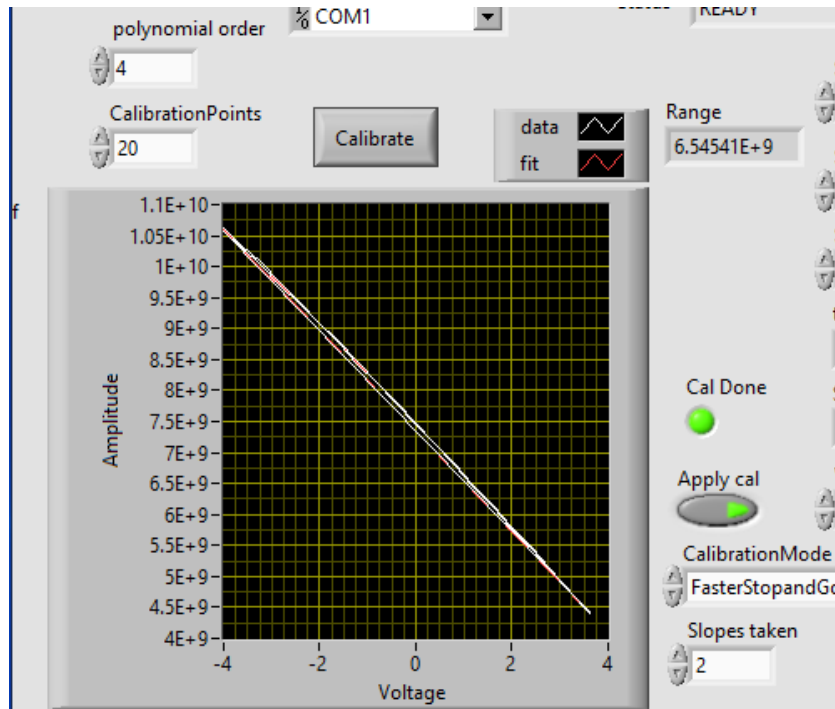 COM1
READY
polynomial order
4
CalibrationPoints
20
Calibrate
data
fit
Range
6.54541E+9
f
1.1E+10
1.05E+10
1E+10
9.5E+9
9E+9
8.5E+9
8E+9
7.5E+9
7E+9
6.5E+9
6E+9
5.5E+9
5E+9
4.5E+9
4E+9
Amplitude
-4
-2
0
2
4
Voltage
Cal Done
Apply cal
CalibrationMode
FasterStopandGo
Slopes taken
2